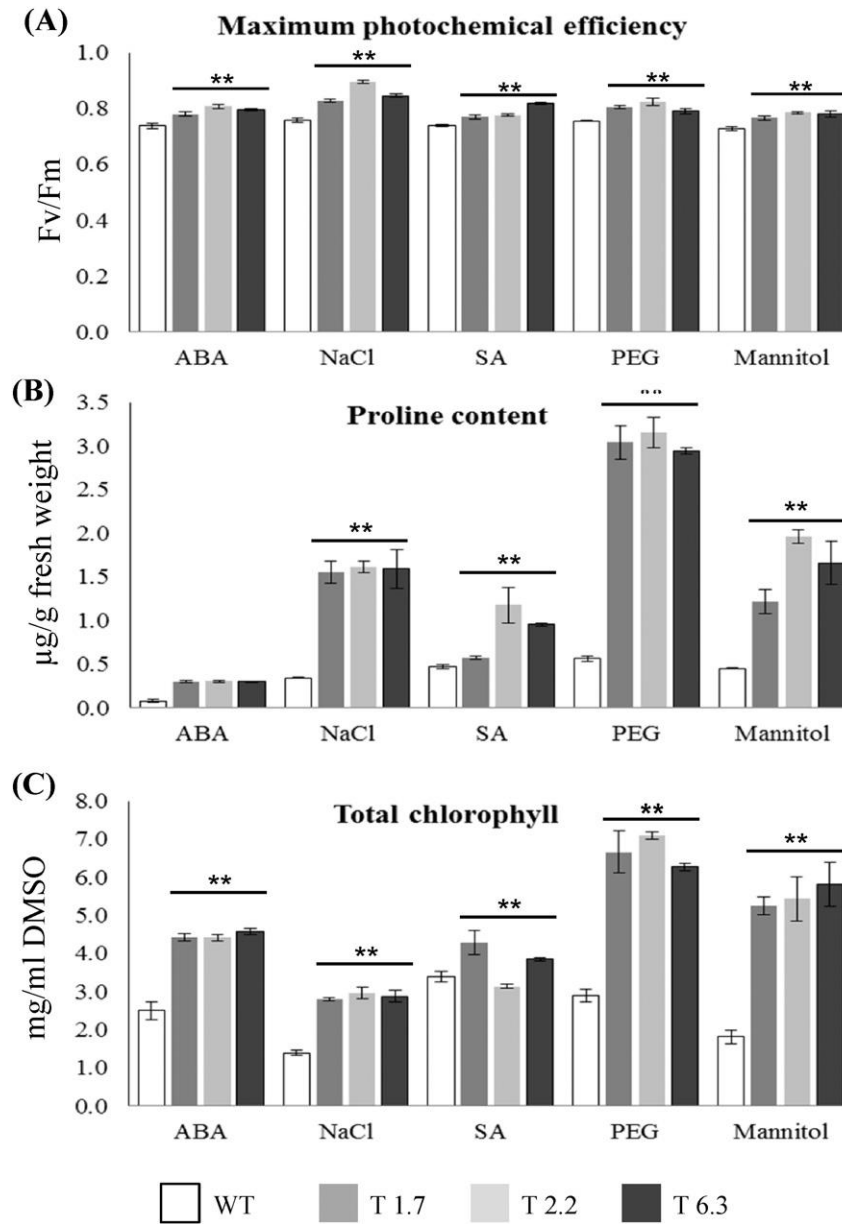 (A) Maximum photochemical efficiency
1.0
0.8
0.6
0.4
0.2
0.0
Fv/Fm
** ** ** ** **
ABA NaCl SA PEG Mannitol
(B) Proline content
3.5
3.0
2.5
2.0
1.5
1.0
0.5
0.0
µg/g fresh weight
** ** **
ABA NaCl SA PEG Mannitol
(C) Total chlorophyll
8.0
7.0
6.0
5.0
4.0
3.0
2.0
1.0
0.0
mg/ml DMSO
** ** ** ** **
ABA NaCl SA PEG Mannitol
WT T 1.7 T 2.2 T 6.3